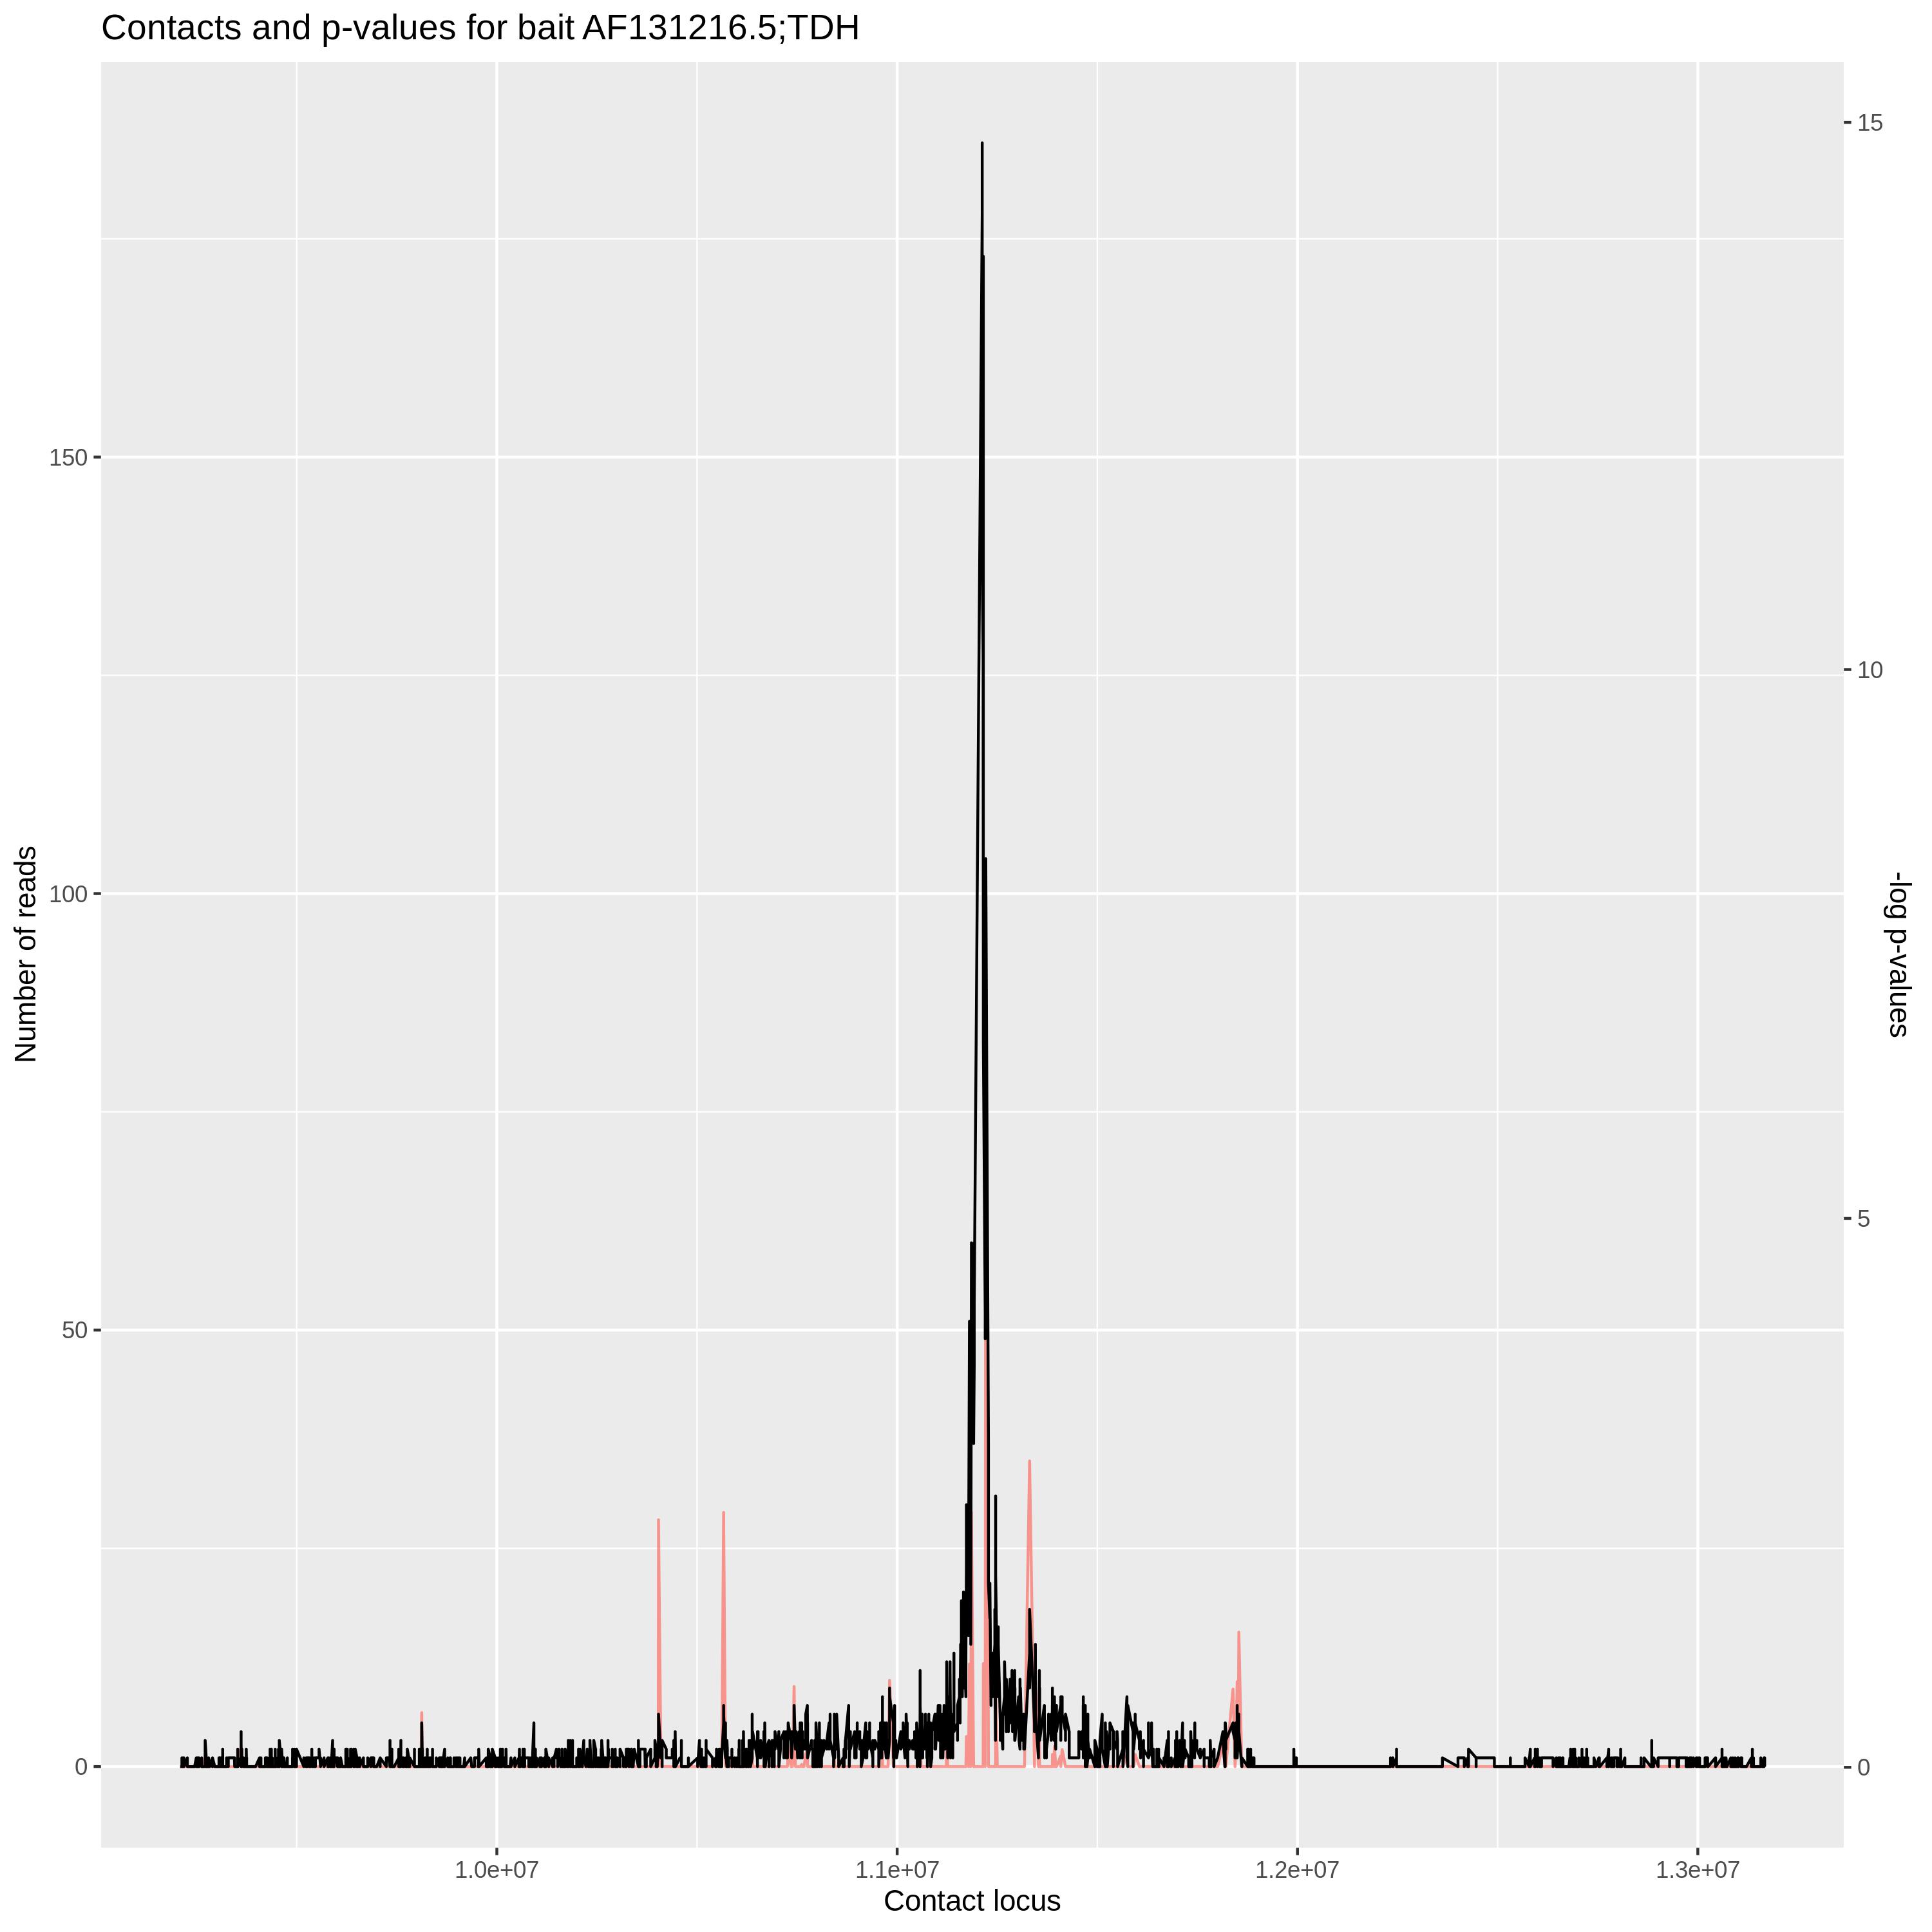 Contacts and p-values for bait AF131216.5;TDH
15
150
10
100
Number of reads
-log p-values
5
50
0
0
1.0e+07
1.1e+07
1.2e+07
1.3e+07
Contact locus